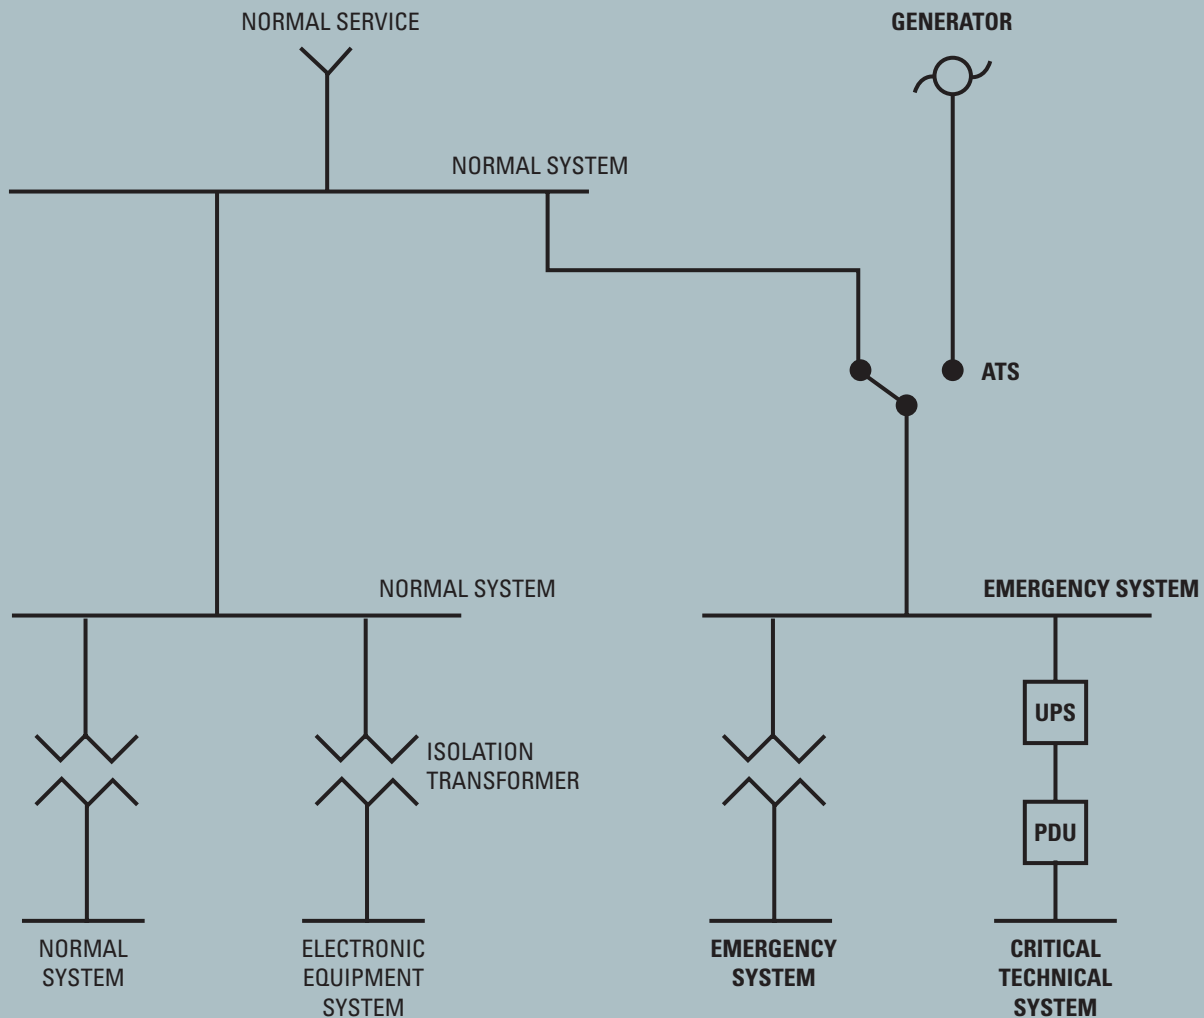 NORMAL SERVICE
GENERATOR
NORMAL SYSTEM
ATS
NORMAL SYSTEM
EMERGENCY SYSTEM
UPS
ISOLATION
TRANSFORMER
PDU
NORMAL
SYSTEM
ELECTRONIC
EQUIPMENT
SYSTEM
EMERGENCY
SYSTEM
CRITICAL
TECHNICAL
SYSTEM